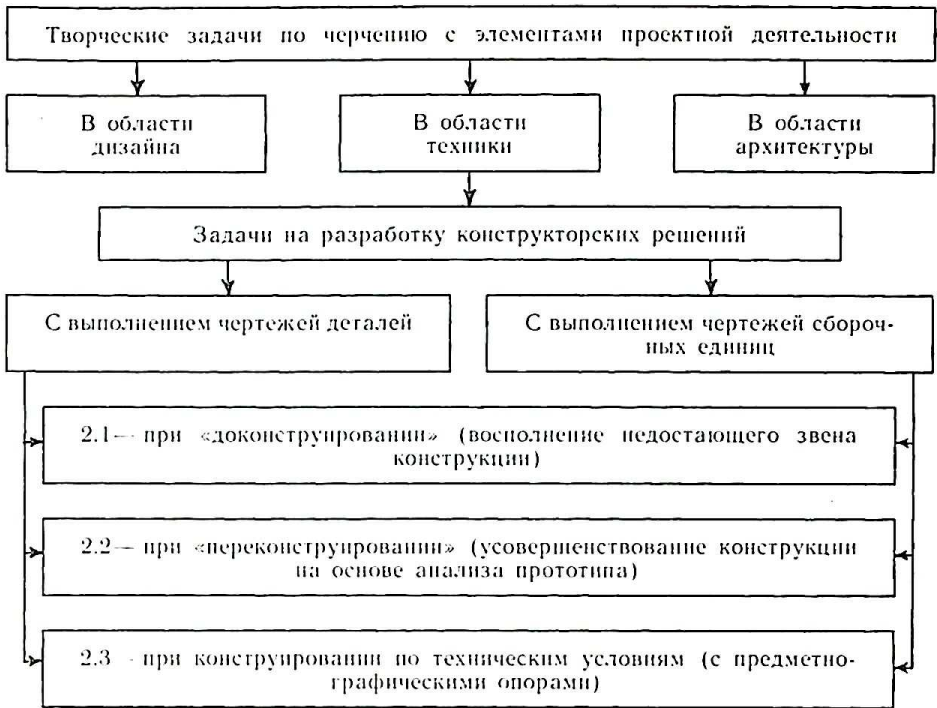 Творческие задачи по черчению с элементами проектной деятельности
В области
дизайна
В области
техники
В области
архитектуры
Задачи на разработку конструкторских решений
С выполнением чертежей деталей
С выполнением чертежей сбороч-
ных единиц
2.1— при «доконструировании» (восполнение недостающего звена
конструкции)
2.2— при «переконструировании» (усовершенствование конструкции
на основе анализа прототипа)
2.3 - при конструировании по техническим условиям (с предметно-
графическими опорами)